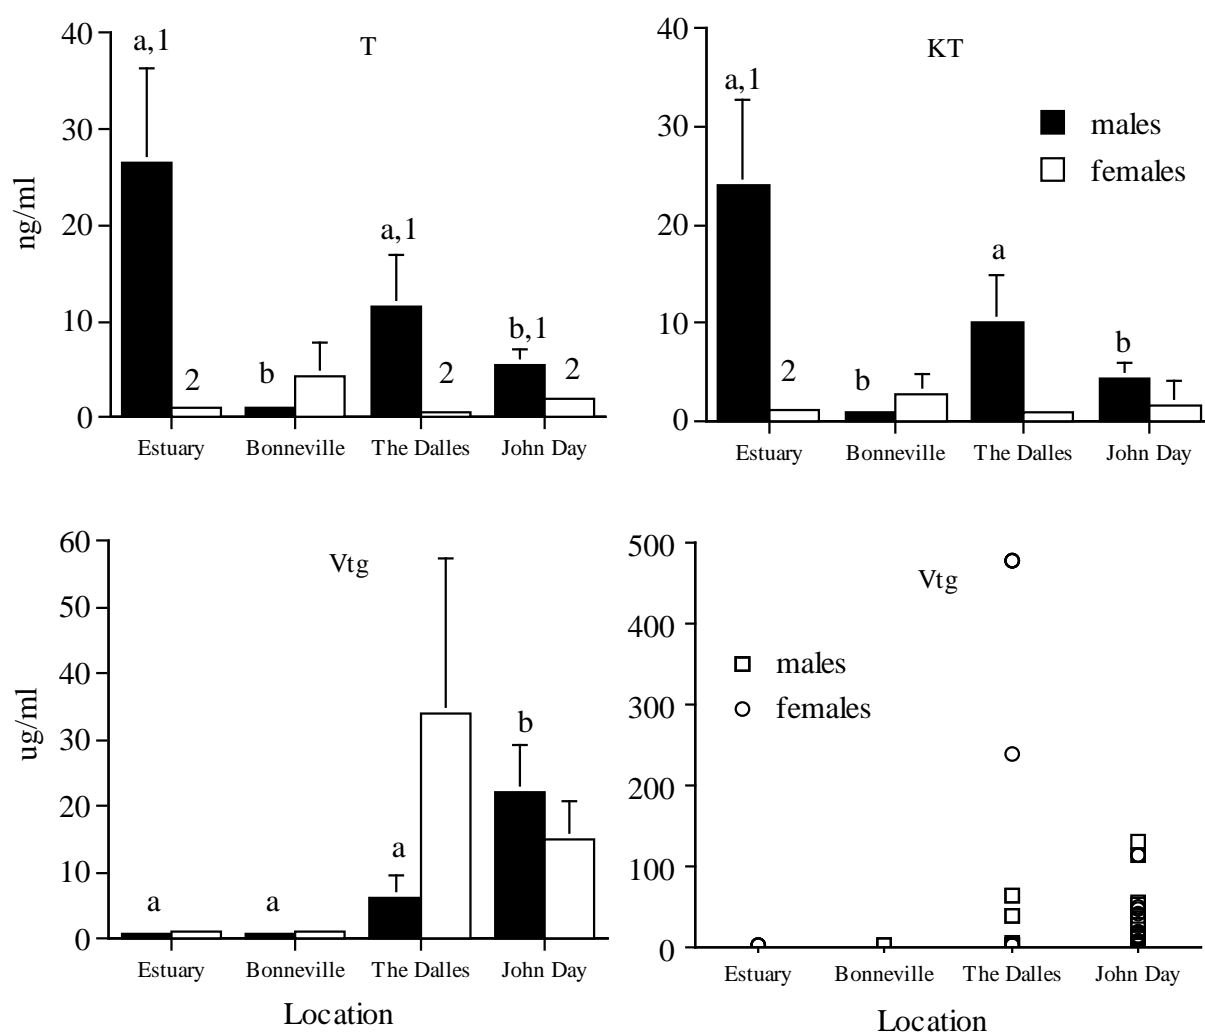 T
ng/ml
40
30
20
10
0
a,1
2
b
a,1
2
b,1
2
Estuary Bonneville The Dalles John Day
KT
40
30
20
10
0
a,1
2
b
a
b
males
females
Estuary Bonneville The Dalles John Day
Vtg
ug/ml
60
50
40
30
20
10
0
a
a
a
b
Estuary Bonneville The Dalles John Day
Location
Vtg
500
400
300
200
100
0
males
females
Estuary Bonneville The Dalles John Day
Location